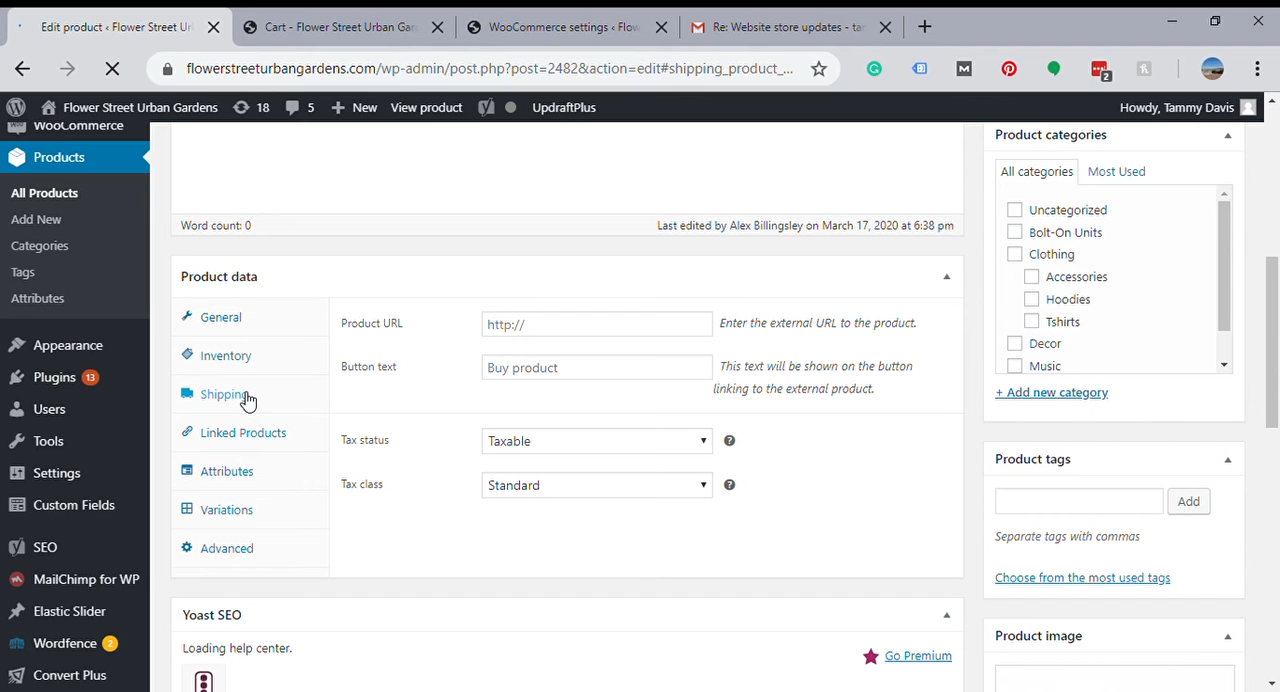 Edit product ‹ Flower Street Ur
Cart - Flower Street Urban Gar
WooCommerce settings ‹ Flow
Re: Website store updates - tar
flowerstreeturbangardens.com/wp-admin/post.php?post=2482&action=edit#shipping_product_...
2
Flower Street Urban Gardens
18
5
New
View product
UpdraftPlus
Howdy, Tammy Davis
WooCommerce
Products
All Products
Add New
Categories
Tags
Attributes
Appearance
Plugins 13
Users
Tools
Settings
Custom Fields
SEO
MailChimp for WP
Elastic Slider
Wordfence 2
Convert Plus
Word count: 0
Last edited by Alex Billingsley on March 17, 2020 at 6:38 pm
Product data
General
Inventory
Shipping
Linked Products
Attributes
Variations
Advanced
Product URL
http://
Enter the external URL to the product.
Button text
Buy product
This text will be shown on the button
linking to the external product.
Tax status
Taxable
Tax class
Standard
Yoast SEO
Loading help center.
Go Premium
Product categories
All categories
Most Used
Uncategorized
Bolt-On Units
Clothing
Accessories
Hoodies
Tshirts
Decor
Music
+ Add new category
Product tags
Add
Separate tags with commas
Choose from the most used tags
Product image